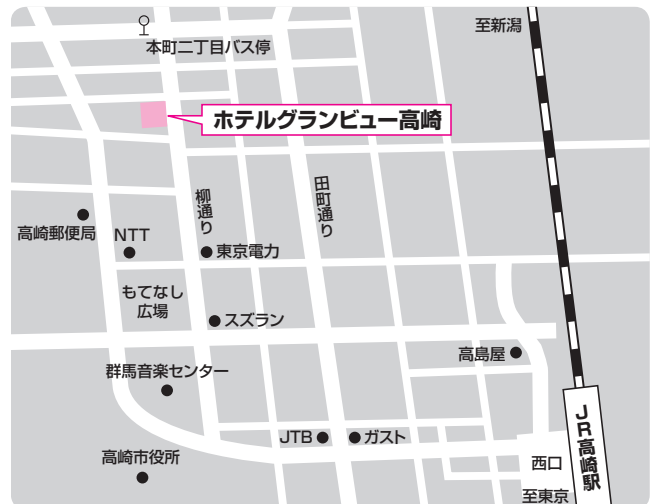 至新潟
本町二丁目バス停
ホテルグランビュー高崎
柳通り
田町通り
高崎郵便局
NTT
東京電力
もてなし
広場
スズラン
高島屋
群馬音楽センター
JR高崎駅
JTB
ガスト
高崎市役所
西口
至東京